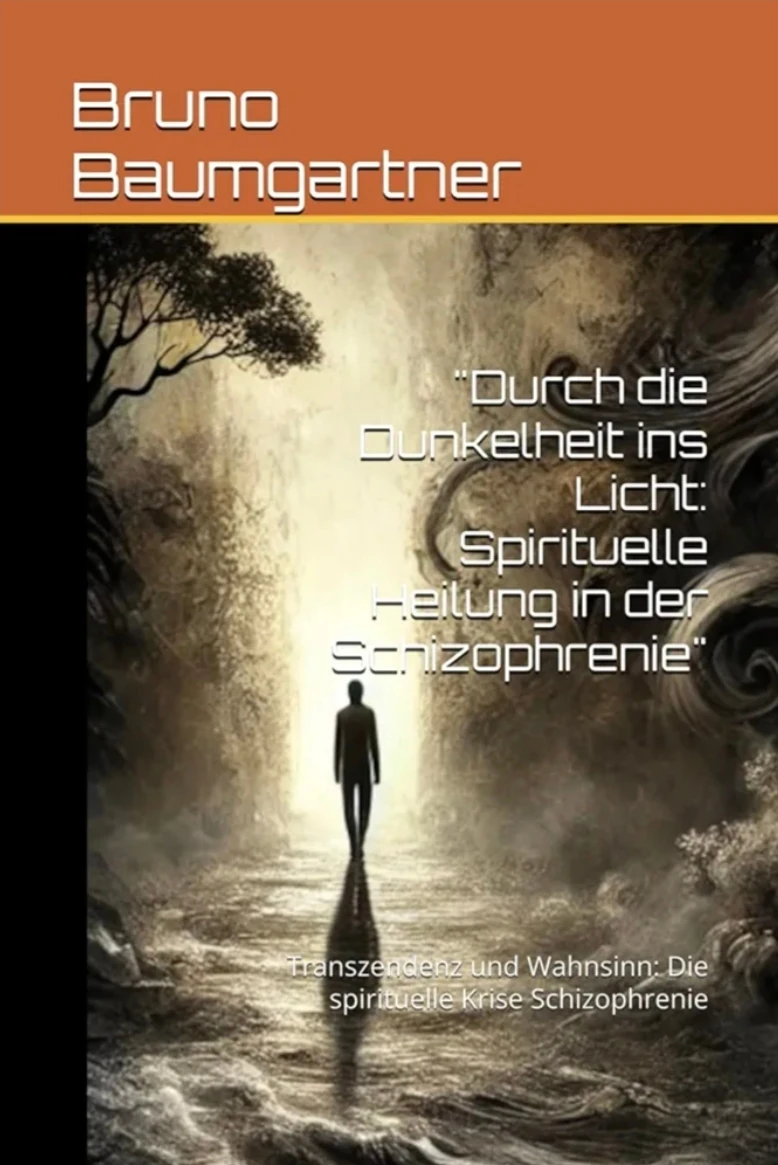 Bruno
Baumgartner
"Durch die
Dunkelheit ins
Licht:
Spirituelle
Heilung in der
Schizophrenie"
Transzendenz und Wahnsinn: Die
spirituelle Krise Schizophrenie